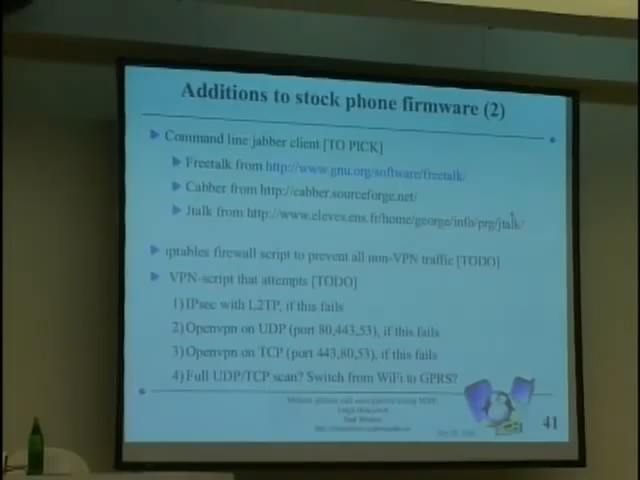 Additions to stock phone firmware (2)
Command line jabber client [TO PICK]
Freetalk from http://www.gnu.org/software/freetalk/
Cabber from http://cabber.sourceforge.net/
Jtalk from http://www.eleves.ens.fr/home/george/info/prg/jtalk/
iptables firewall script to prevent all non-VPN traffic [TODO]
VPN-script that attempts [TODO]
1) IPsec with L2TP, if this fails
2) Openvpn on UDP (port 80,443,53), if this fails
3) Openvpn on TCP (port 443,80,53), if this fails
4) Full UDP/TCP scan? Switch from WiFi to GPRS?
41